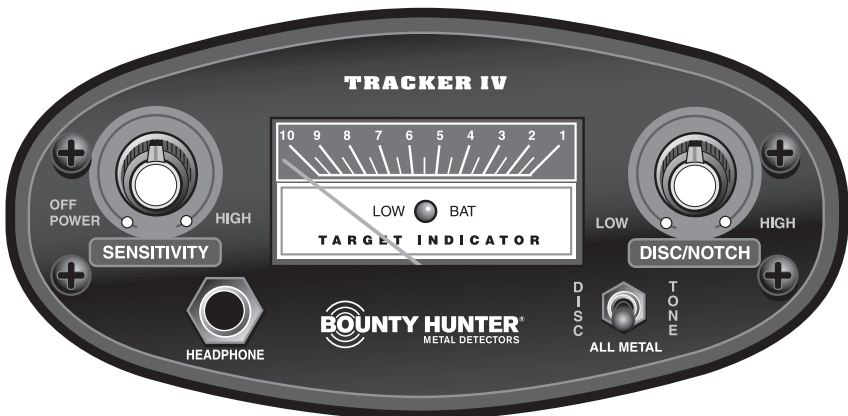 TRACKER IV
10 9 8 7 6 5 4 3 2 1
OFF
POWER
HIGH
SENSITIVITY
LOW BAT
TARGET INDICATOR
LOW
HIGH
DISC/NOTCH
HEADPHONE
BOUNTY HUNTER®
METAL DETECTORS
DISC
TONE
ALL METAL